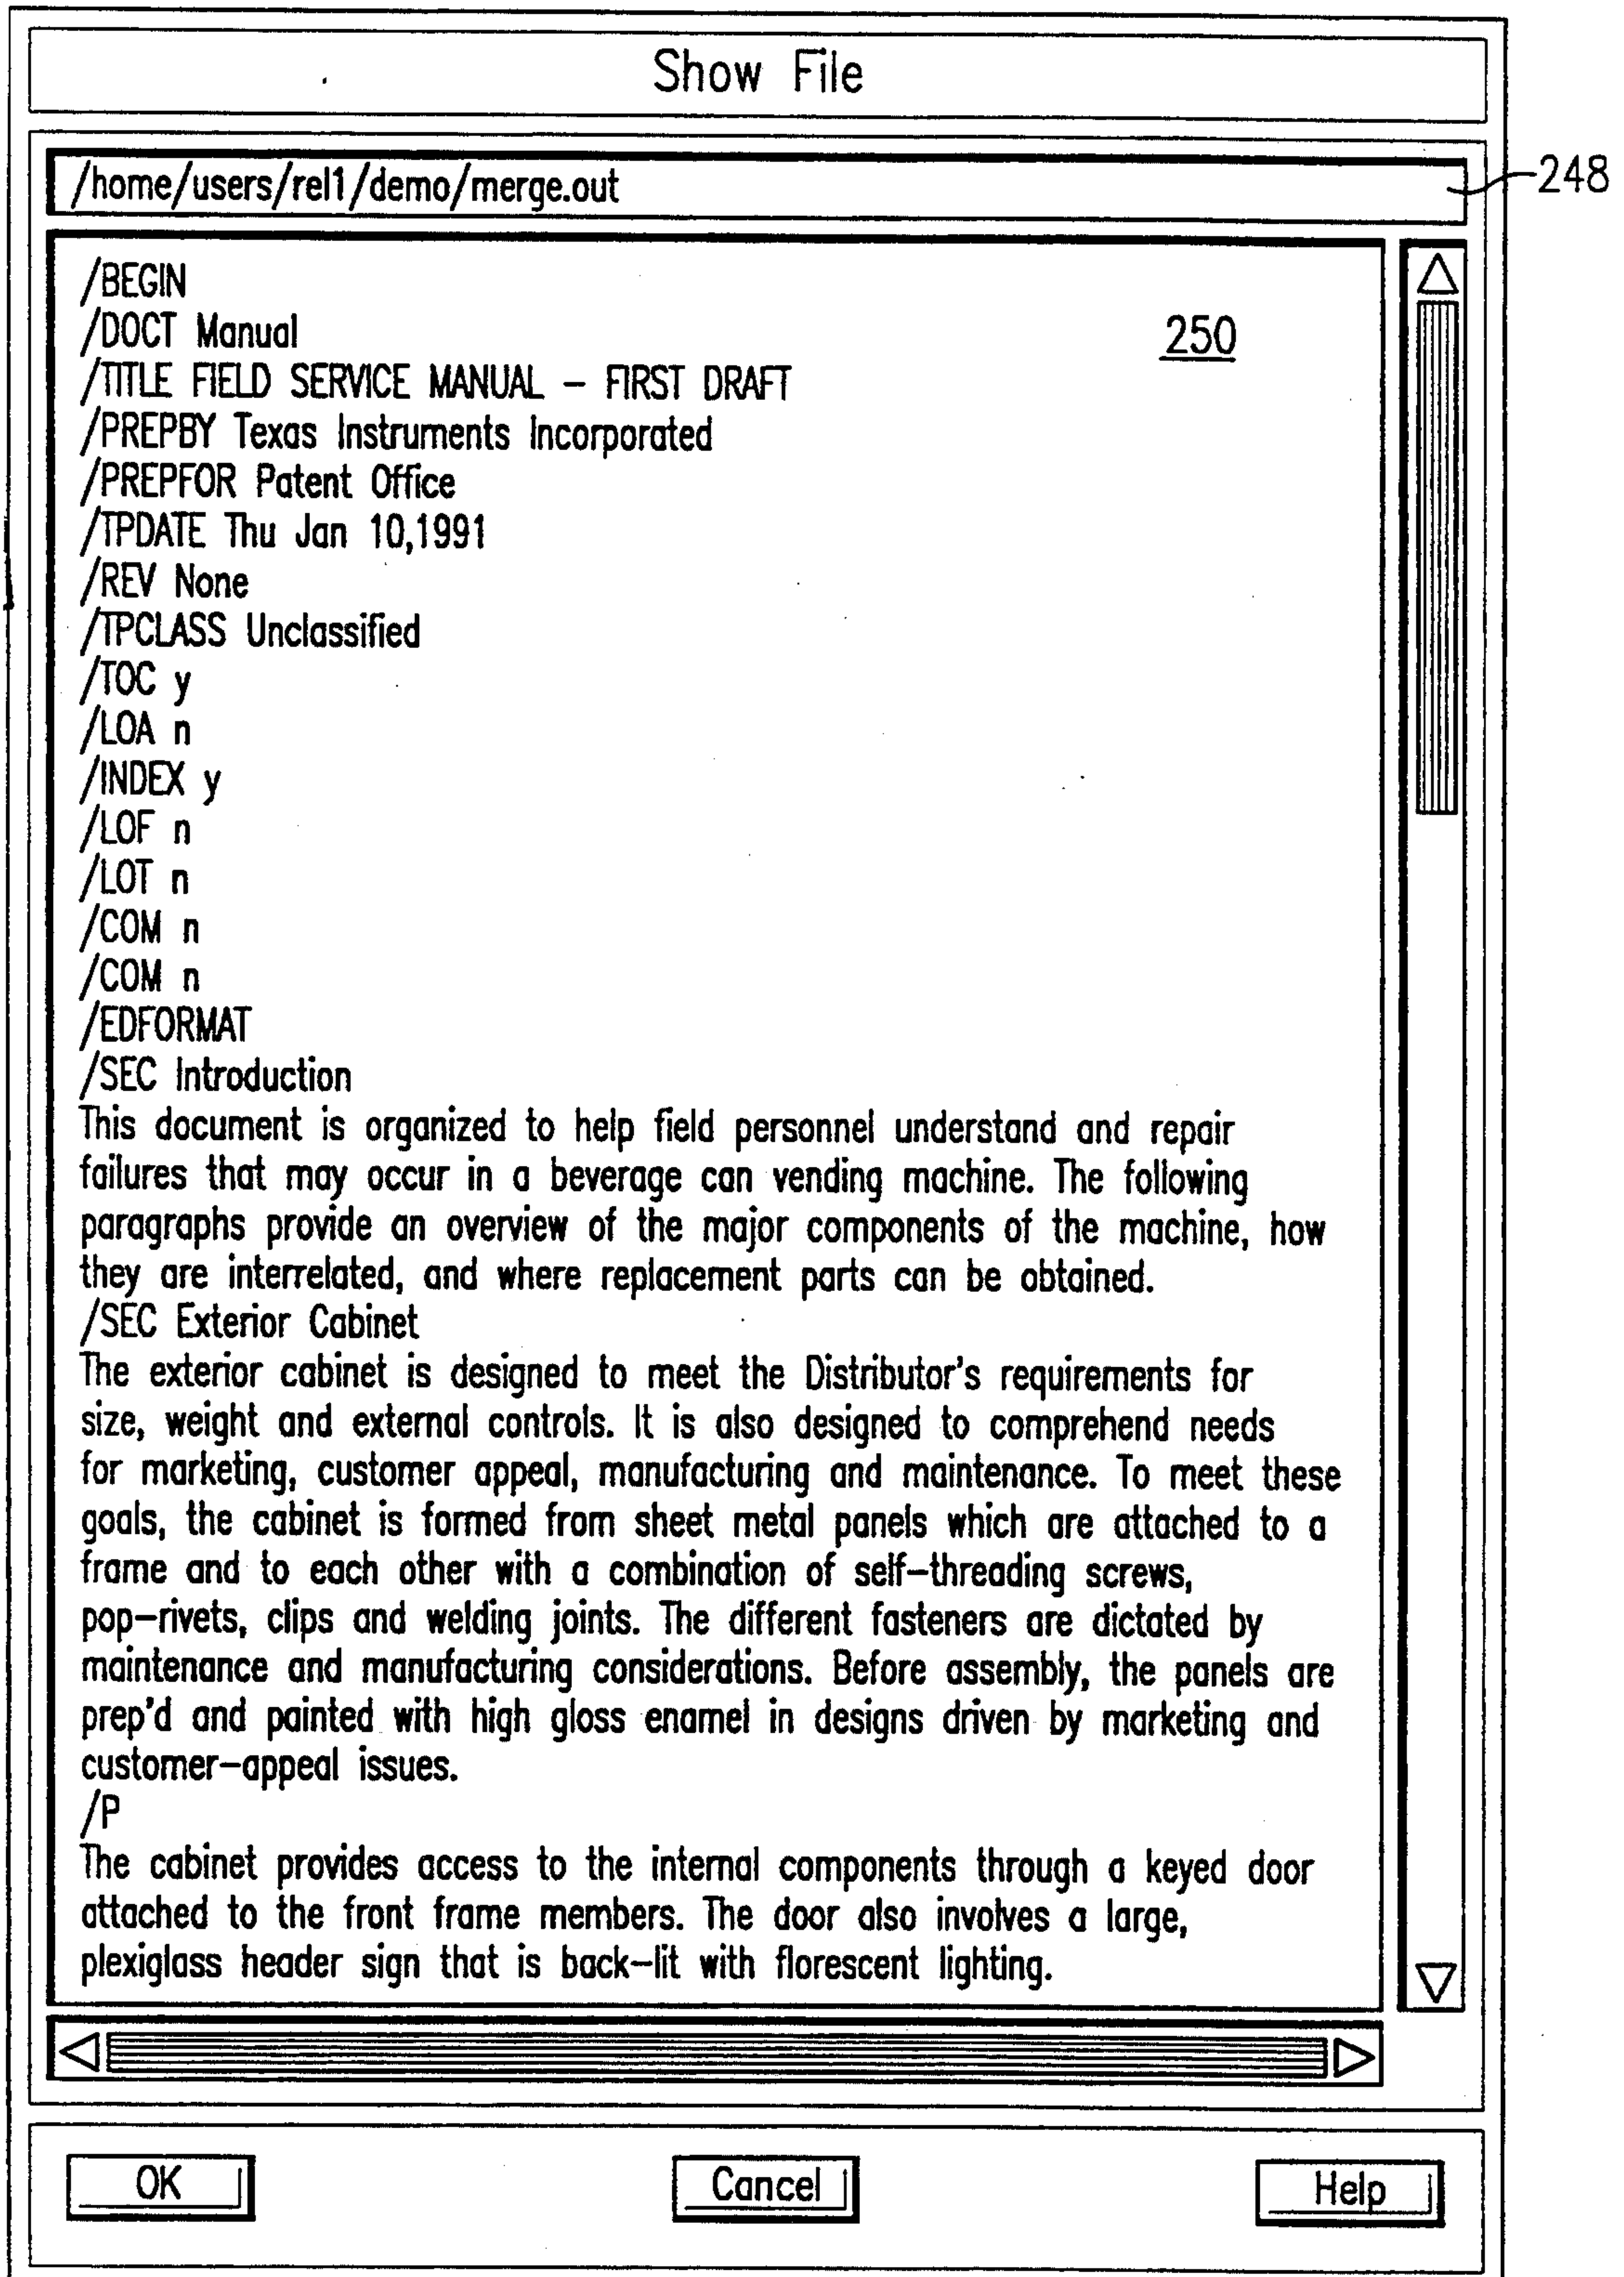 Show File
/home/users/rel1/demo/merge.out
248
/BEGIN
/DOCT Manual
250
/TITLE FIELD SERVICE MANUAL – FIRST DRAFT
/PREPBY Texas Instruments Incorporated
/PREPFOR Patent Office
/TPDATE Thu Jan 10,1991
/REV None
/TPCLASS Unclassified
/TOC y
/LOA n
/INDEX y
/LOF n
/LOT n
/COM n
/COM n
/EDFORMAT
/SEC Introduction
This document is organized to help field personnel understand and repair
failures that may occur in a beverage can vending machine. The following
paragraphs provide an overview of the major components of the machine, how
they are interrelated, and where replacement parts can be obtained.
/SEC Exterior Cabinet
The exterior cabinet is designed to meet the Distributor's requirements for
size, weight and external controls. It is also designed to comprehend needs
for marketing, customer appeal, manufacturing and maintenance. To meet these
goals, the cabinet is formed from sheet metal panels which are attached to a
frame and to each other with a combination of self–threading screws,
pop–rivets, clips and welding joints. The different fasteners are dictated by
maintenance and manufacturing considerations. Before assembly, the panels are
prep'd and painted with high gloss enamel in designs driven by marketing and
customer–appeal issues.
/P
The cabinet provides access to the internal components through a keyed door
attached to the front frame members. The door also involves a large,
plexiglass header sign that is back–lit with florescent lighting.
OK
Cancel
Help